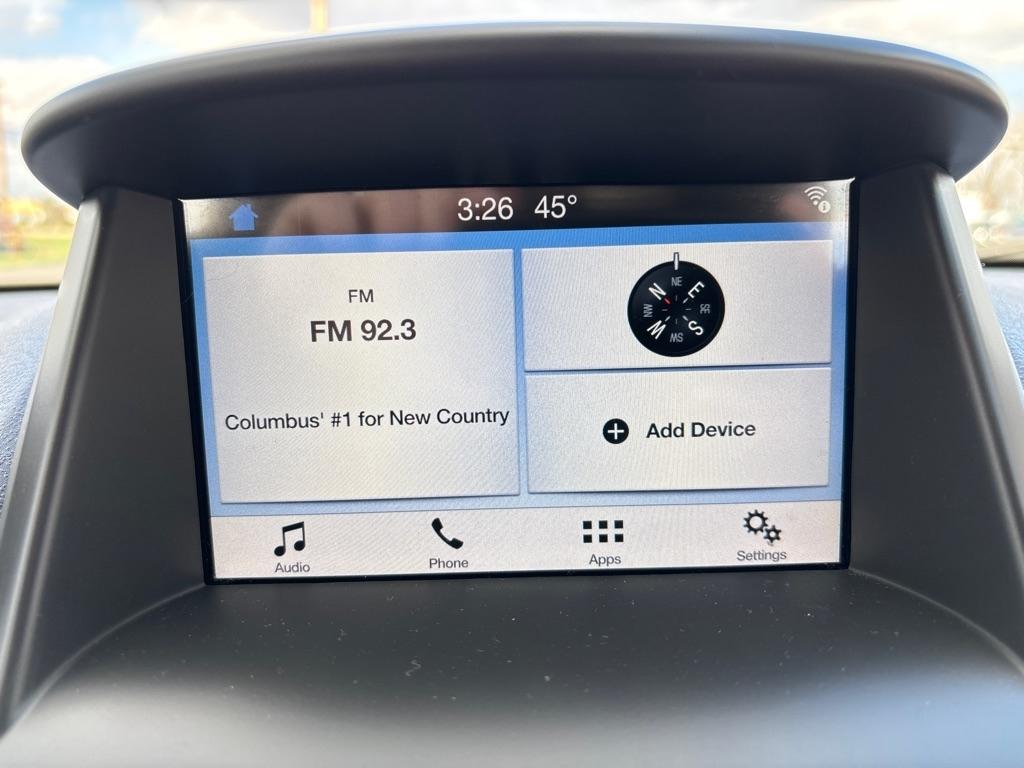 3:26 45°
FM
FM 92.3
Columbus' #1 for New Country
N
NE
E
SE
S
SW
W
NW
Add Device
Audio
Phone
Apps
Settings